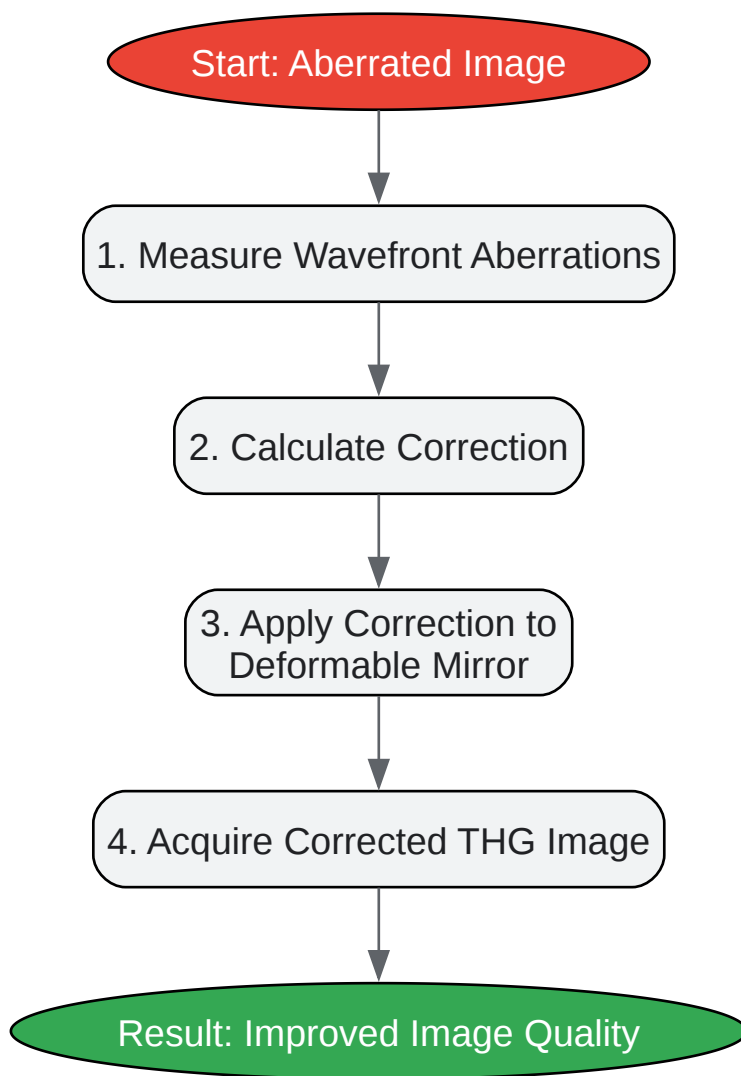 Start: Aberrated Image
1. Measure Wavefront Aberrations
2. Calculate Correction
3. Apply Correction to
Deformable Mirror
4. Acquire Corrected THG Image
Result: Improved Image Quality